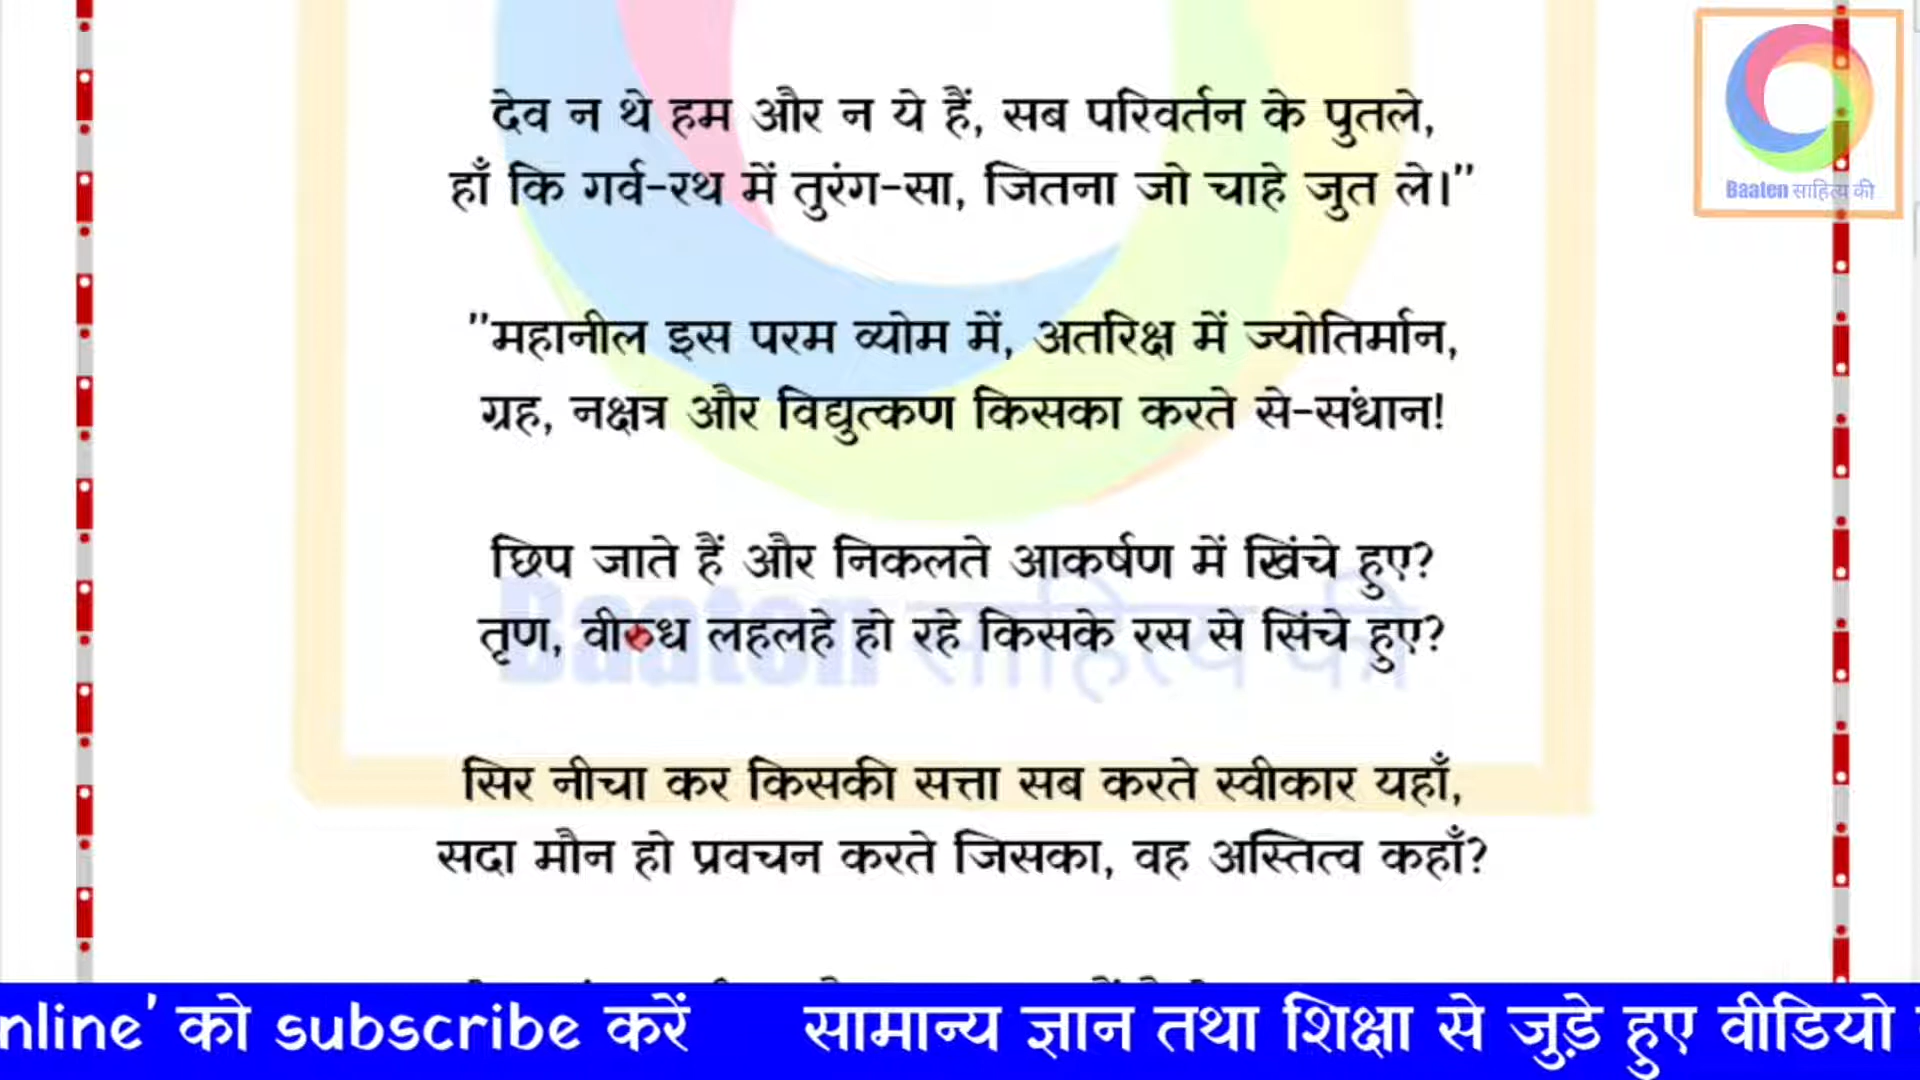 Baaten साहित्य की
देव न थे हम और न ये हैं, सब परिवर्तन के पुतले,
हाँ कि गर्व-रथ में तुरंग-सा, जितना जो चाहे जुत ले।"
"महानील इस परम व्योम में, अतरिक्ष में ज्योतिर्मान,
ग्रह, नक्षत्र और विद्युत्कण किसका करते से-संधान!
छिप जाते हैं और निकलते आकर्षण में खिंचे हुए?
तृण, वीरुध लहलहे हो रहे किसके रस से सिंचे हुए?
Baaten साहित्य की
सिर नीचा कर किसकी सत्ता सब करते स्वीकार यहाँ,
सदा मौन हो प्रवचन करते जिसका, वह अस्तित्व कहाँ?
nline' को subscribe करें सामान्य ज्ञान तथा शिक्षा से जुड़े हुए वीडियो